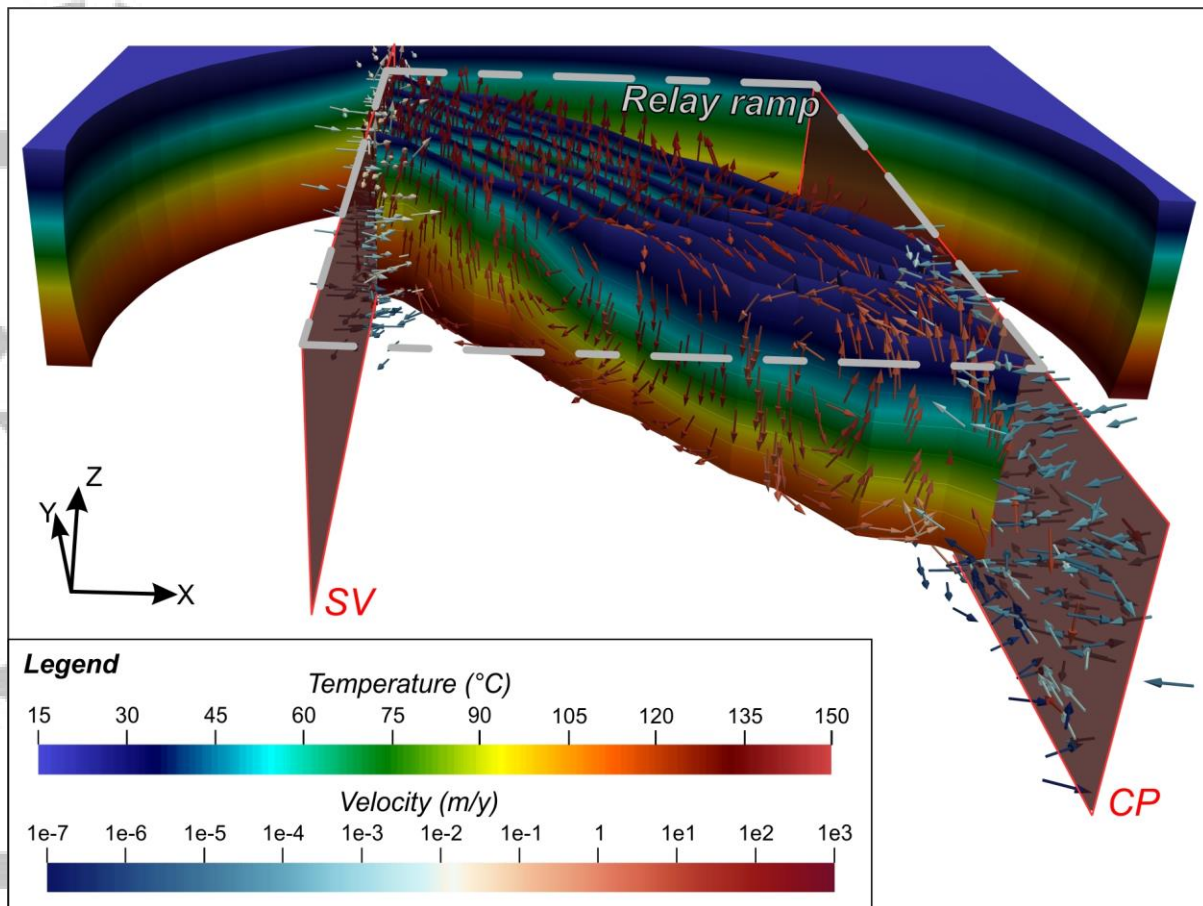 Relay ramp
Z
Y
X
SV
CP
Legend
Temperature (°C)
15 30 45 60 75 90 105 120 135 150
Velocity (m/y)
1e-7 1e-6 1e-5 1e-4 1e-3 1e-2 1e-1 1 1e1 1e2 1e3